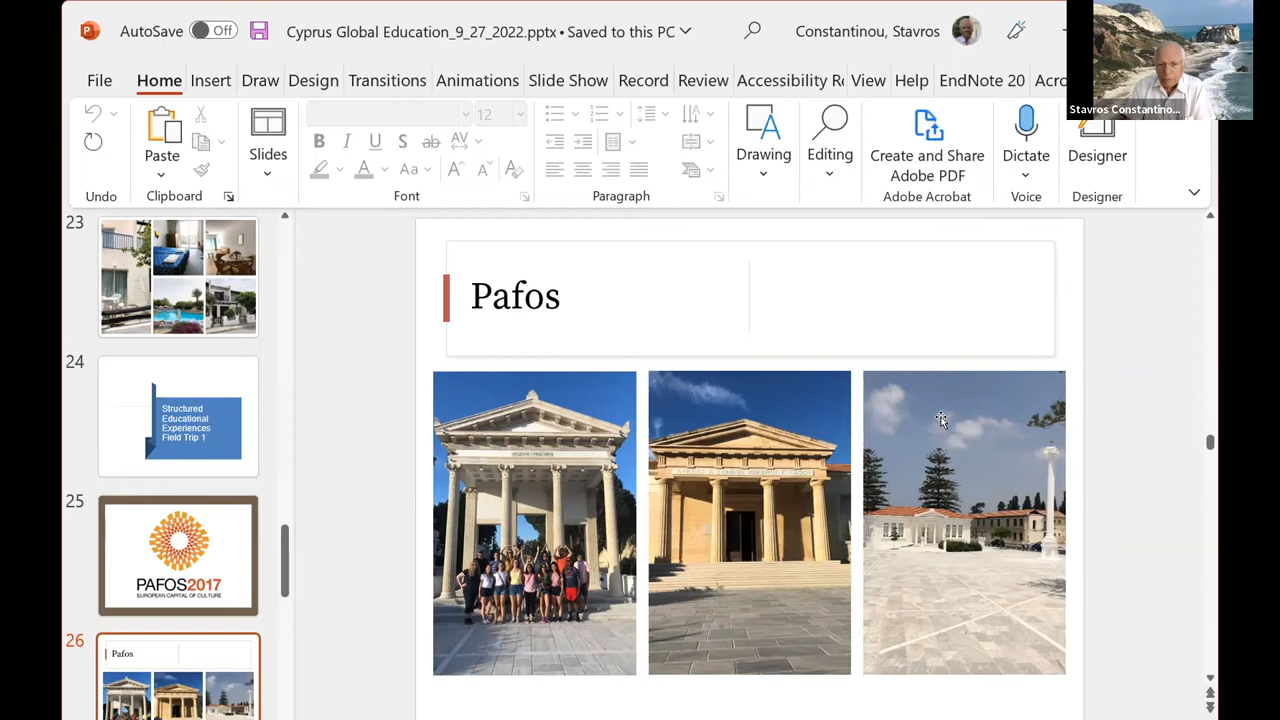 AutoSave Off Cyprus Global Education_9_27_2022.pptx • Saved to this PC Constantinou, Stavros
Stavros Constantino...
File Home Insert Draw Design Transitions Animations Slide Show Record Review Accessibility Re View Help EndNote 20 Acro
12
B I U S ab AV
Aa A A A
Paste
Slides
Drawing
Editing
Create and Share
Adobe PDF
Dictate
Designer
Undo Clipboard Font Paragraph Adobe Acrobat Voice Designer
23
24
Structured
Educational
Experiences
Field Trip 1
25
PAFOS2017
EUROPEAN CAPITAL OF CULTURE
26
Pafos
Pafos